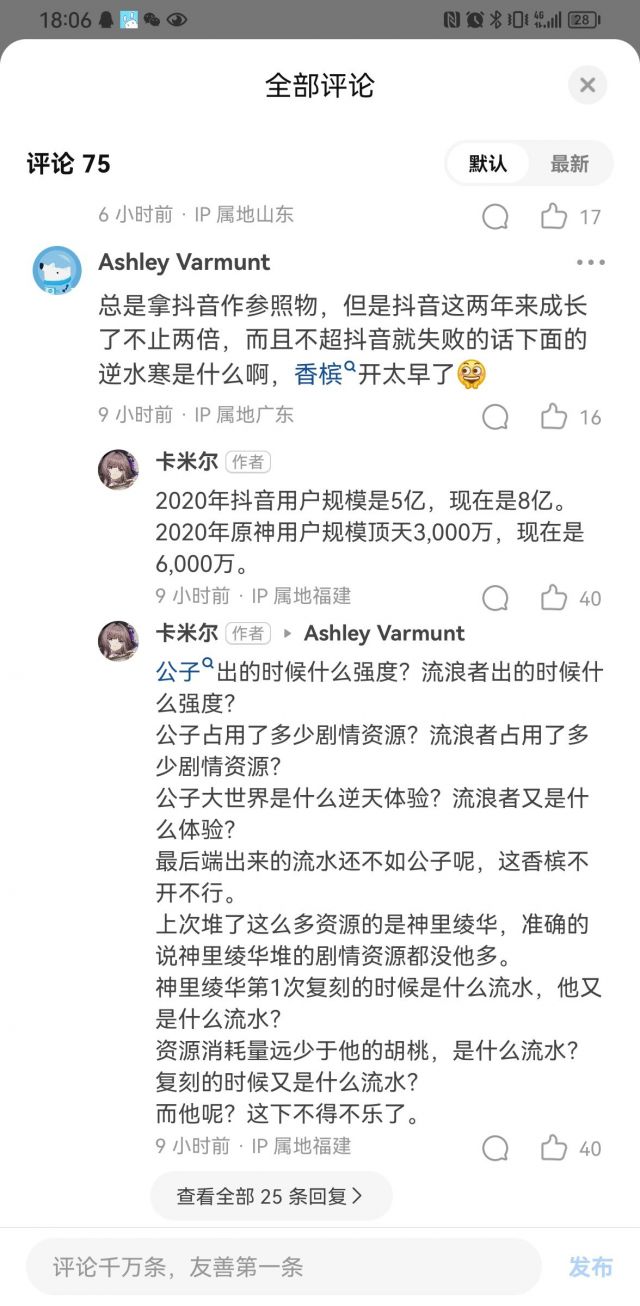 18:06
4G
28
全部评论
评论 75
默认
最新
6 小时前 · IP 属地山东
17
Ashley Varmunt
总是拿抖音作参照物，但是抖音这两年来成长
了不止两倍，而且不超抖音就失败的话下面的
逆水寒是什么啊，香槟开太早了
9 小时前 · IP 属地广东
16
卡米尔 作者
2020年抖音用户规模是5亿，现在是8亿。
2020年原神用户规模顶天3,000万，现在是
6,000万。
9 小时前 · IP 属地福建
40
卡米尔 作者 Ashley Varmunt
公子出的时候什么强度？流浪者出的时候什
么强度？
公子占用了多少剧情资源？流浪者占用了多
少剧情资源？
公子大世界是什么逆天体验？流浪者又是什
么体验？
最后端出来的流水还不如公子呢，这香槟不
开不行。
上次堆了这么多资源的是神里绫华，准确的
说神里绫华堆的剧情资源都没他多。
神里绫华第1次复刻的时候是什么流水，他又
是什么流水？
资源消耗量远少于他的胡桃，是什么流水？
复刻的时候又是什么流水？
而他呢？这下不得不乐了。
9 小时前 · IP 属地福建
40
查看全部 25 条回复
评论千万条，友善第一条
发布